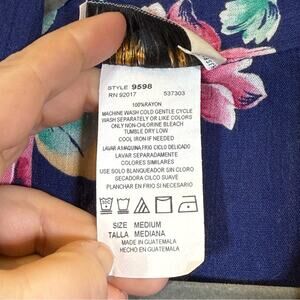 STYLE 9598
RN 92017 537303
100%RAYON
MACHINE WASH COLD GENTLE CYCLE
WASH SEPARATELY OR LIKE COLORS
ONLY NON-CHLORINE BLEACH
TUMBLE DRY LOW
COOL IRON IF NEEDED
LAVAR A MAQUINA FRIO CICLO DELICADO
LAVAR SEPARADAMENTE
COLORES SIMILARES
USE SOLO BLANQUEADOR SIN CLORO
SECADORA CILCO SUAVE
PLANCHAR EN FRIO SI NECESARIO
SIZE MEDIUM
TALLA MEDIANA
MADE IN GUATEMALA
HECHO EN GUATEMALA